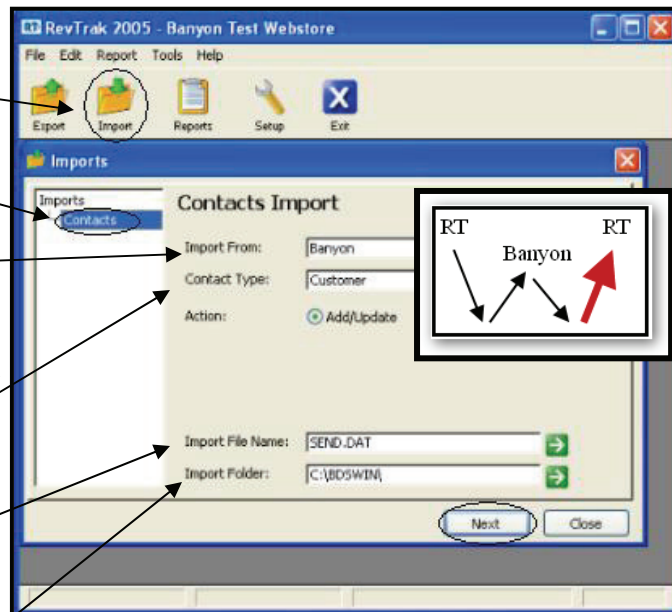 RevTrak 2005 - Banyon Test Webstore
File Edit Report Tools Help
Export Import Reports Setup Exit
Imports
Imports
Contacts
Contacts Import
Import From: Banyon
Contact Type: Customer
Action: Add/Update
RT RT
Banyon
Import File Name: SEND.DAT
Import Folder: C:\BDSWIN\
Next Close